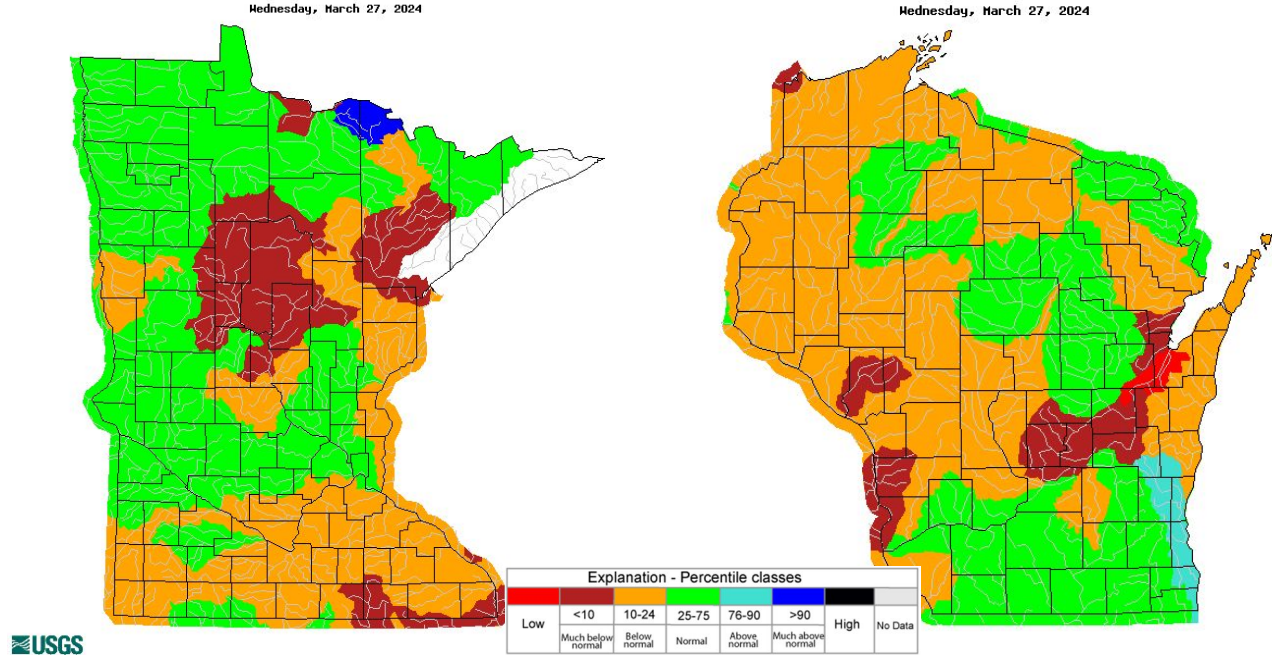 Wednesday, March 27, 2024
Wednesday, March 27, 2024
Explanation - Percentile classes
Low
<10
10-24
25-75
76-90
>90
High
No Data
Much below
normal
Below
normal
Normal
Above
normal
Much above
normal
USGS